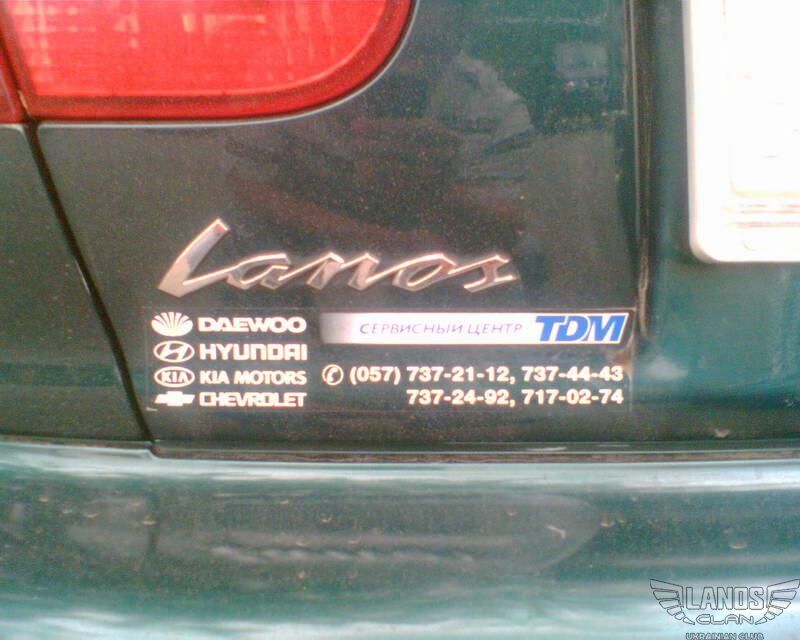 Lanos
DAEWOO
СЕРВИСНЫЙ ЦЕНТР TDM
HYUNDAI
KIA KIA MOTORS
(057) 737-21-12, 737-44-43
CHEVROLET
737-24-92, 717-02-74
LANOS
CLAN
UKRAINIAN CLUB